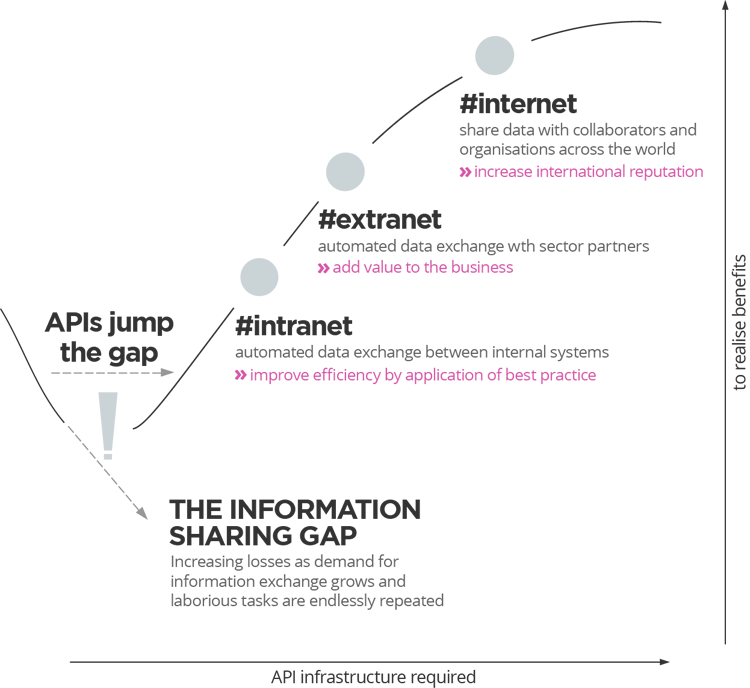 #internet
share data with collaborators and
organisations across the world
» increase international reputation
#extranet
automated data exchange wth sector partners
» add value to the business
APIs jump
the gap
#intranet
automated data exchange between internal systems
» improve efficiency by application of best practice
!
THE INFORMATION
SHARING GAP
Increasing losses as demand for
information exchange grows and
laborious tasks are endlessly repeated
API infrastructure required
to realise benefits